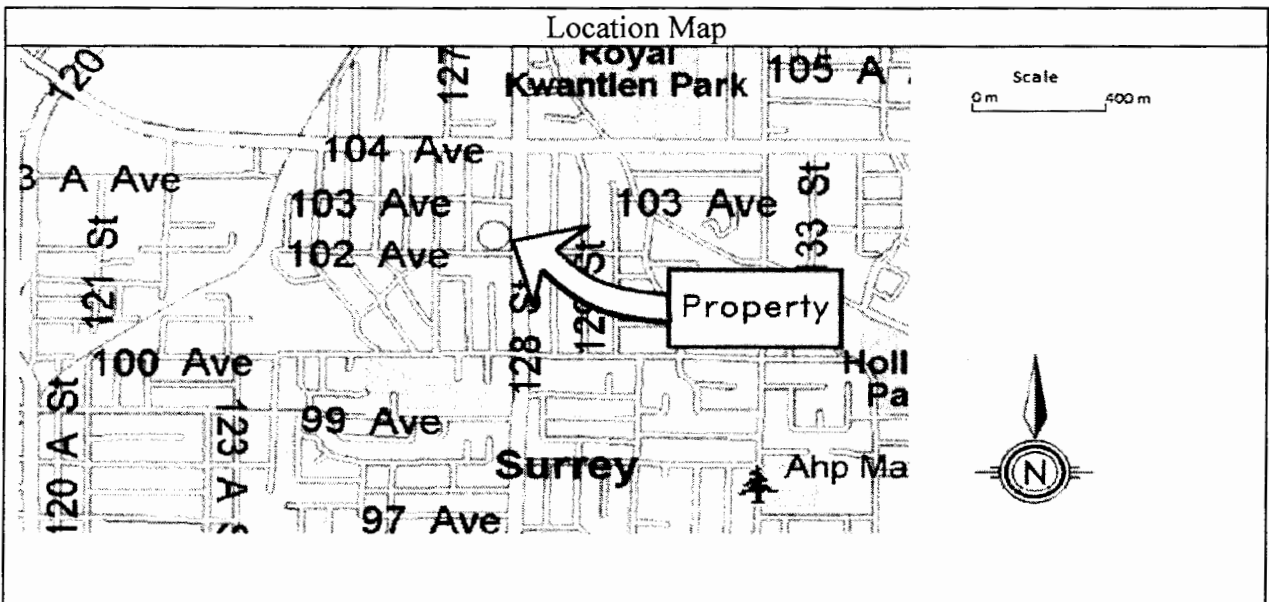 Location Map
120
127
Royal
Kwantlen Park
105 A
Scale
0 m
400 m
104 Ave
3 A Ave
103 Ave
103 Ave
133 St
121 St
102 Ave
128 St
129 St
Property
100 Ave
Holl
Pa
120 A St
123 A
99 Ave
Surrey
Ahp Ma
97 Ave
N